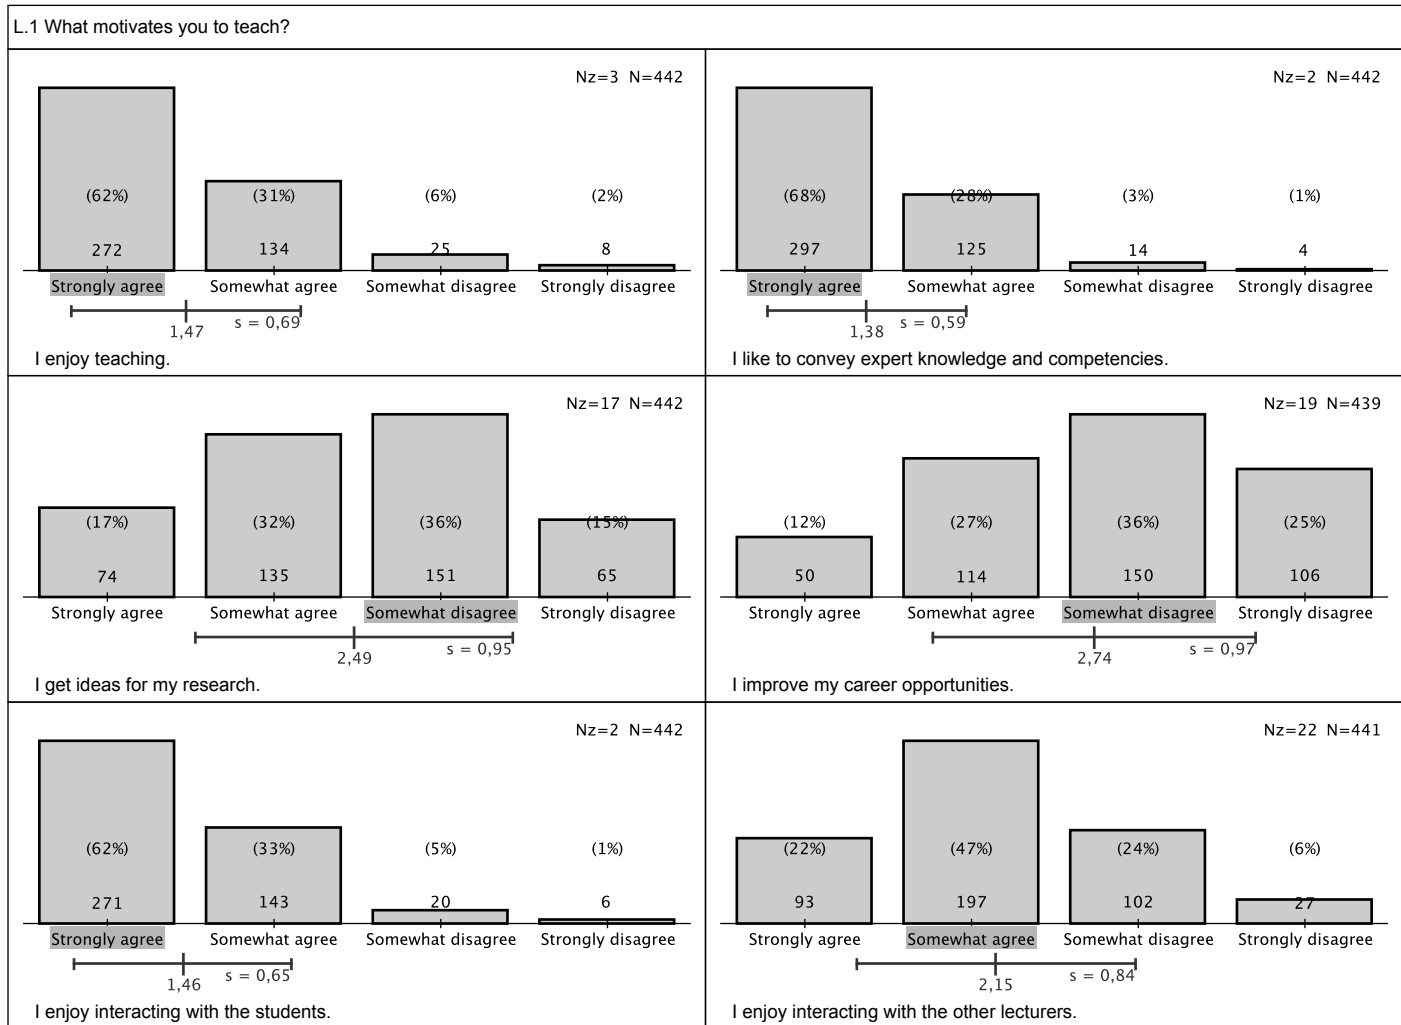 L.1 What motivates you to teach?
Nz=3 N=442
(62%) (31%) (6%) (2%)
272 134 25 8
Strongly agree Somewhat agree Somewhat disagree Strongly disagree
1,47 s = 0,69
I enjoy teaching.
Nz=2 N=442
(68%) (28%) (3%) (1%)
297 125 14 4
Strongly agree Somewhat agree Somewhat disagree Strongly disagree
1,38 s = 0,59
I like to convey expert knowledge and competencies.
Nz=17 N=442
(17%) (32%) (36%) (15%)
74 135 151 65
Strongly agree Somewhat agree Somewhat disagree Strongly disagree
2,49 s = 0,95
I get ideas for my research.
Nz=19 N=439
(12%) (27%) (36%) (25%)
50 114 150 106
Strongly agree Somewhat agree Somewhat disagree Strongly disagree
2,74 s = 0,97
I improve my career opportunities.
Nz=2 N=442
(62%) (33%) (5%) (1%)
271 143 20 6
Strongly agree Somewhat agree Somewhat disagree Strongly disagree
1,46 s = 0,65
I enjoy interacting with the students.
Nz=22 N=441
(22%) (47%) (24%) (6%)
93 197 102 27
Strongly agree Somewhat agree Somewhat disagree Strongly disagree
2,15 s = 0,84
I enjoy interacting with the other lecturers.